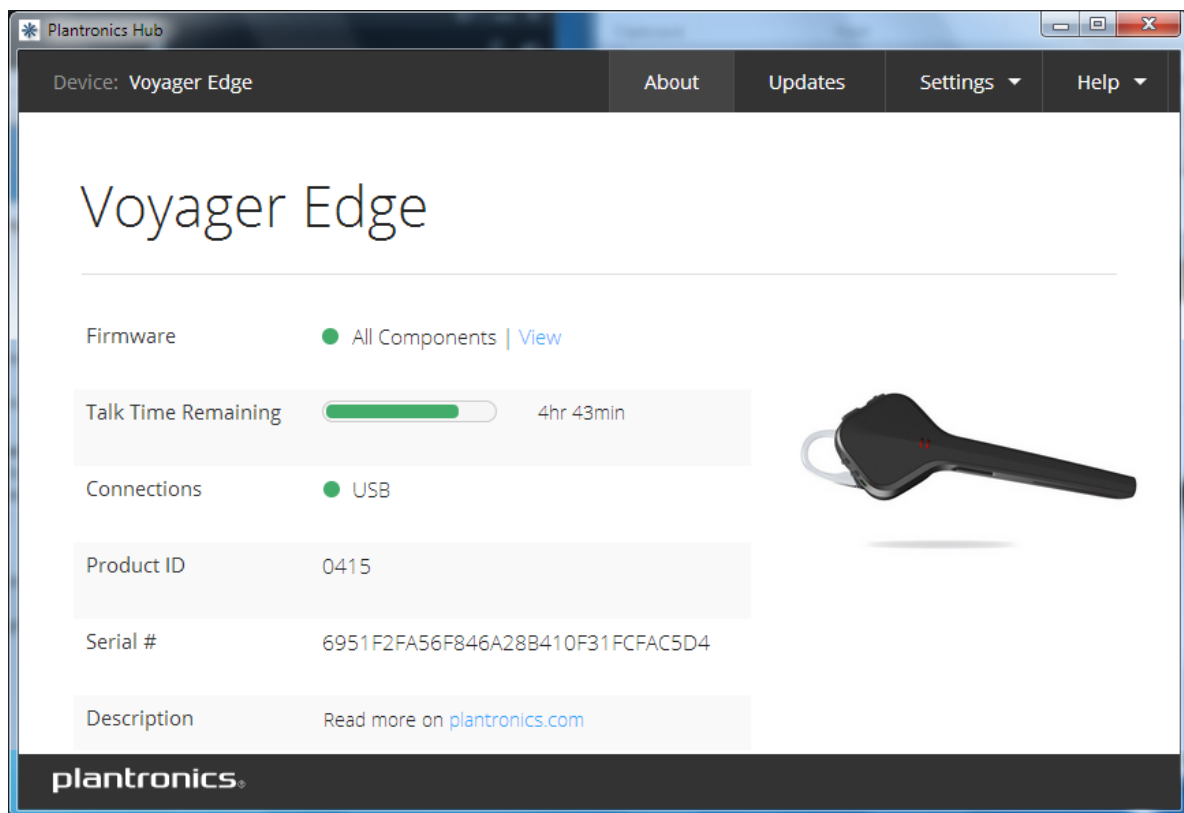 Plantronics Hub
Device: Voyager Edge About Updates Settings Help
Voyager Edge
Firmware All Components | View
Talk Time Remaining 4hr 43min
Connections USB
Product ID 0415
Serial # 6951F2FA56F846A28B410F31FCFAC5D4
Description Read more on plantronics.com
plantronics®